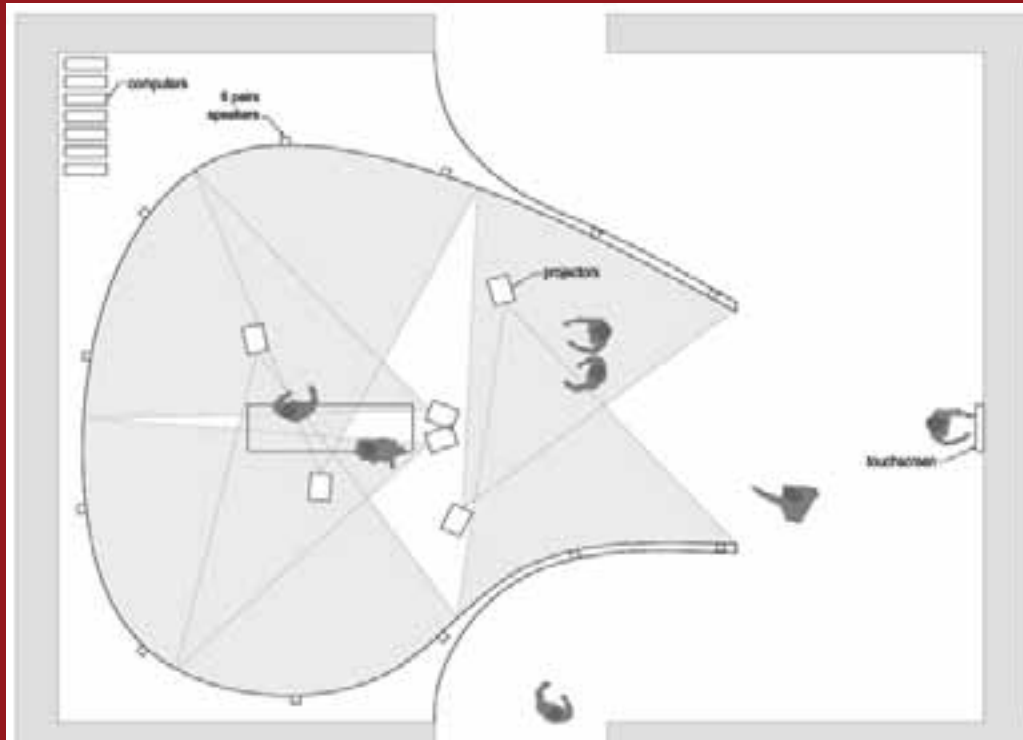 computers
6 pairs
speakers
projectors
touchscreen